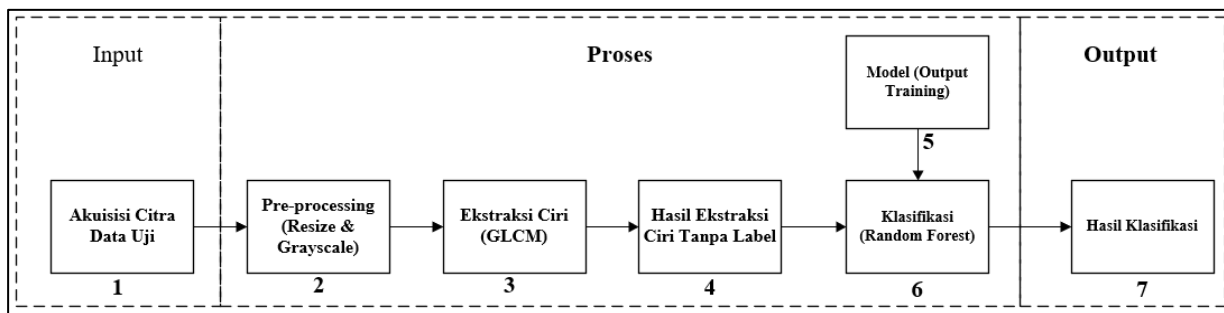 Input
Proses
Output
Model (Output
Training)
5
Akuisisi Citra
Data Uji
1
Pre-processing
(Resize &
Grayscale)
2
Ekstraksi Ciri
(GLCM)
3
Hasil Ekstraksi
Ciri Tanpa Label
4
Klasifikasi
(Random Forest)
6
Hasil Klasifikasi
7